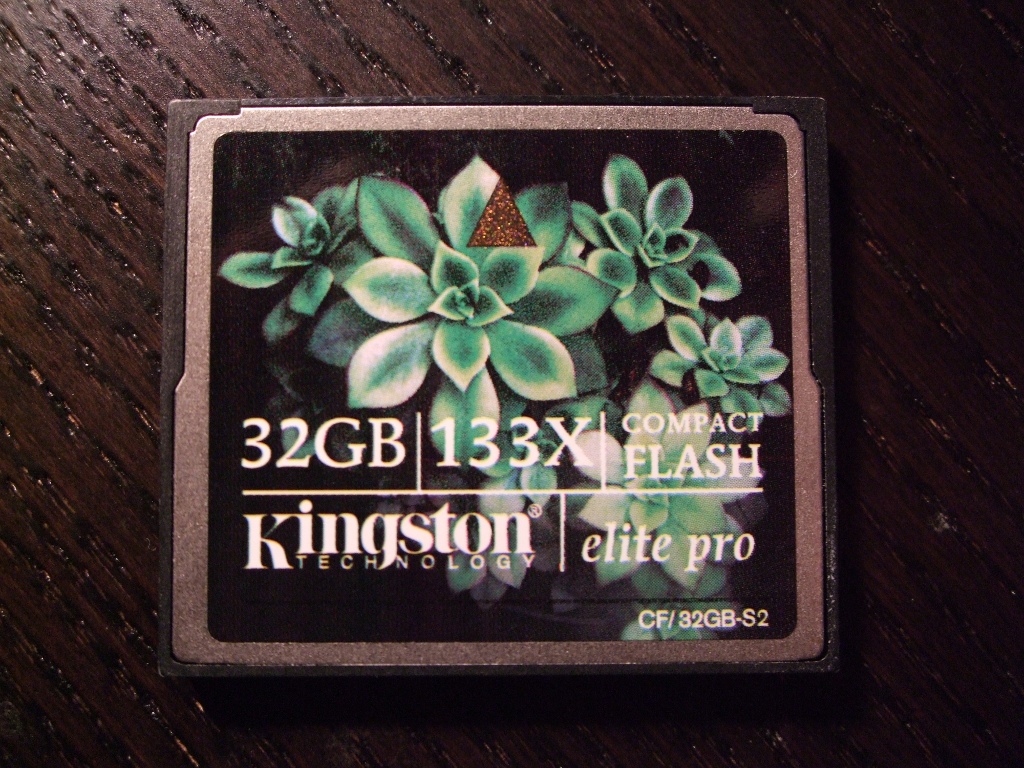 32GB 133X COMPACT
FLASH
Kingston® elite pro
TECHNOLOGY
CF/32GB-S2